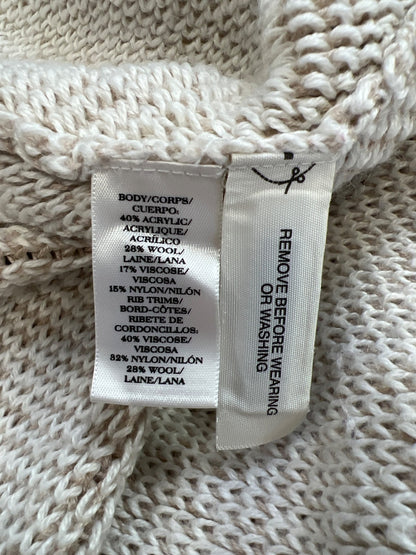 BODY/CORPS/
CUERPO:
40% ACRYLIC/
ACRYLIQUE/
ACRÍLICO
28% WOOL/
LAINE/LANA
17% VISCOSE/
VISCOSA
15% NYLON/NILÓN
RIB TRIMS/
BORD-CÔTES/
RIBETE DE
CORDONCILLOS:
40% VISCOSE/
VISCOSA
32% NYLON/NILÓN
28% WOOL/
LAINE/LANA
REMOVE BEFORE WEARING
OR WASHING